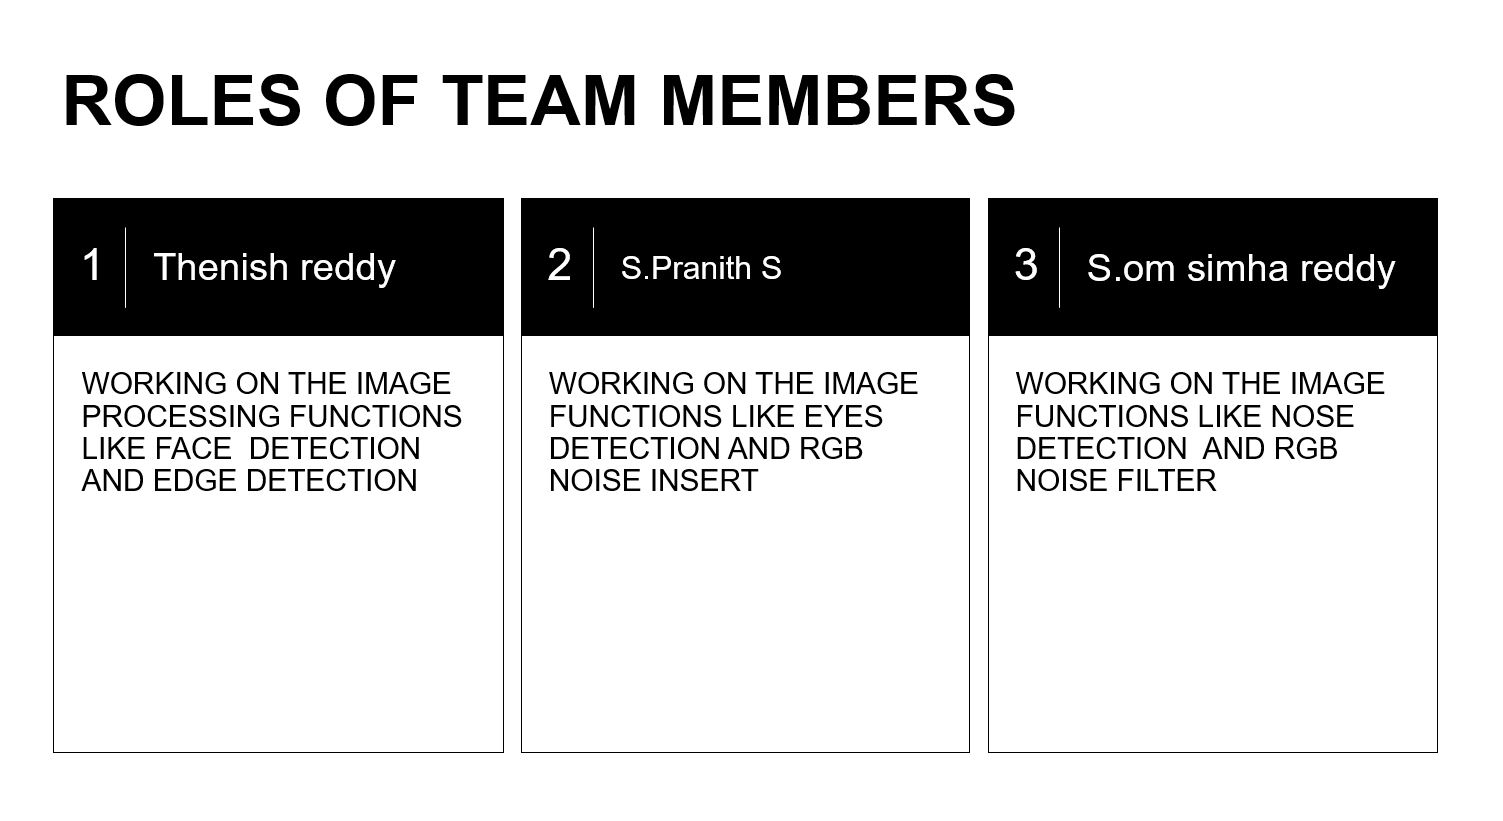 ROLES OF TEAM MEMBERS
1 Thenish reddy
WORKING ON THE IMAGE
PROCESSING FUNCTIONS
LIKE FACE  DETECTION
AND EDGE DETECTION
2 S.Pranith S
WORKING ON THE IMAGE
FUNCTIONS LIKE EYES
DETECTION AND RGB
NOISE INSERT
3 S.om simha reddy
WORKING ON THE IMAGE
FUNCTIONS LIKE NOSE
DETECTION  AND RGB
NOISE FILTER